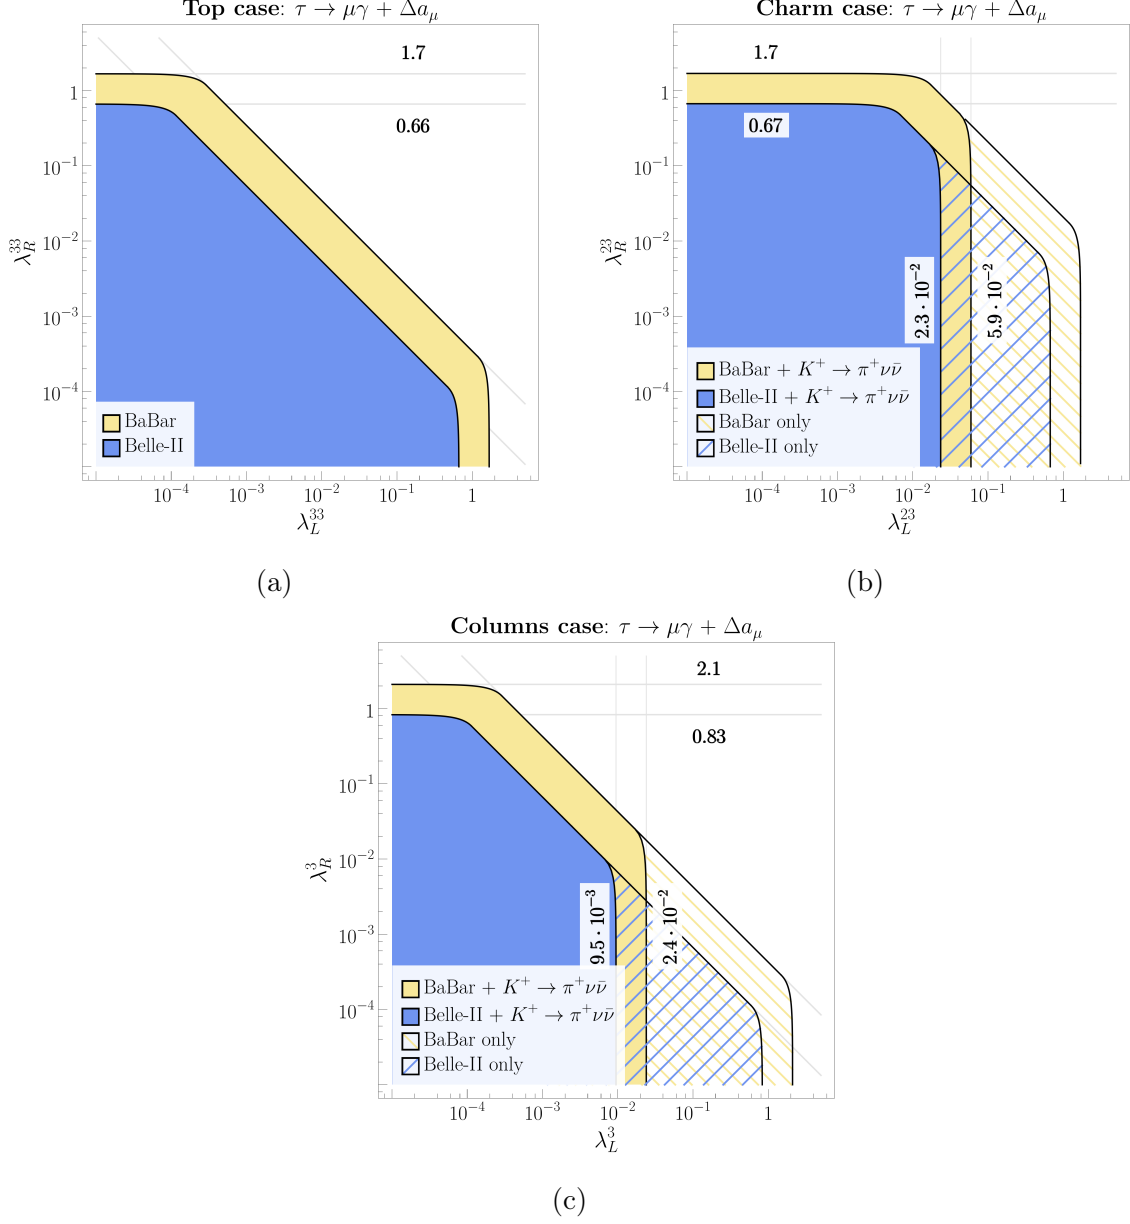 Top case: τ → μγ + Δaμ
1.7
0.66
1
10⁻¹
10⁻²
10⁻³
10⁻⁴
λ_R^33
BaBar
Belle-II
10⁻⁴ 10⁻³ 10⁻² 10⁻¹ 1
λ_L^33
(a)
Charm case: τ → μγ + Δaμ
1.7
0.67
1
10⁻¹
10⁻²
10⁻³
10⁻⁴
λ_R^23
2.3 · 10⁻²
5.9 · 10⁻²
BaBar + K⁺ → π⁺νν̄
Belle-II + K⁺ → π⁺νν̄
BaBar only
Belle-II only
10⁻⁴ 10⁻³ 10⁻² 10⁻¹ 1
λ_L^23
(b)
Columns case: τ → μγ + Δaμ
2.1
0.83
1
10⁻¹
10⁻²
10⁻³
10⁻⁴
λ_R^3
9.5 · 10⁻³
2.4 · 10⁻²
BaBar + K⁺ → π⁺νν̄
Belle-II + K⁺ → π⁺νν̄
BaBar only
Belle-II only
10⁻⁴ 10⁻³ 10⁻² 10⁻¹ 1
λ_L^3
(c)